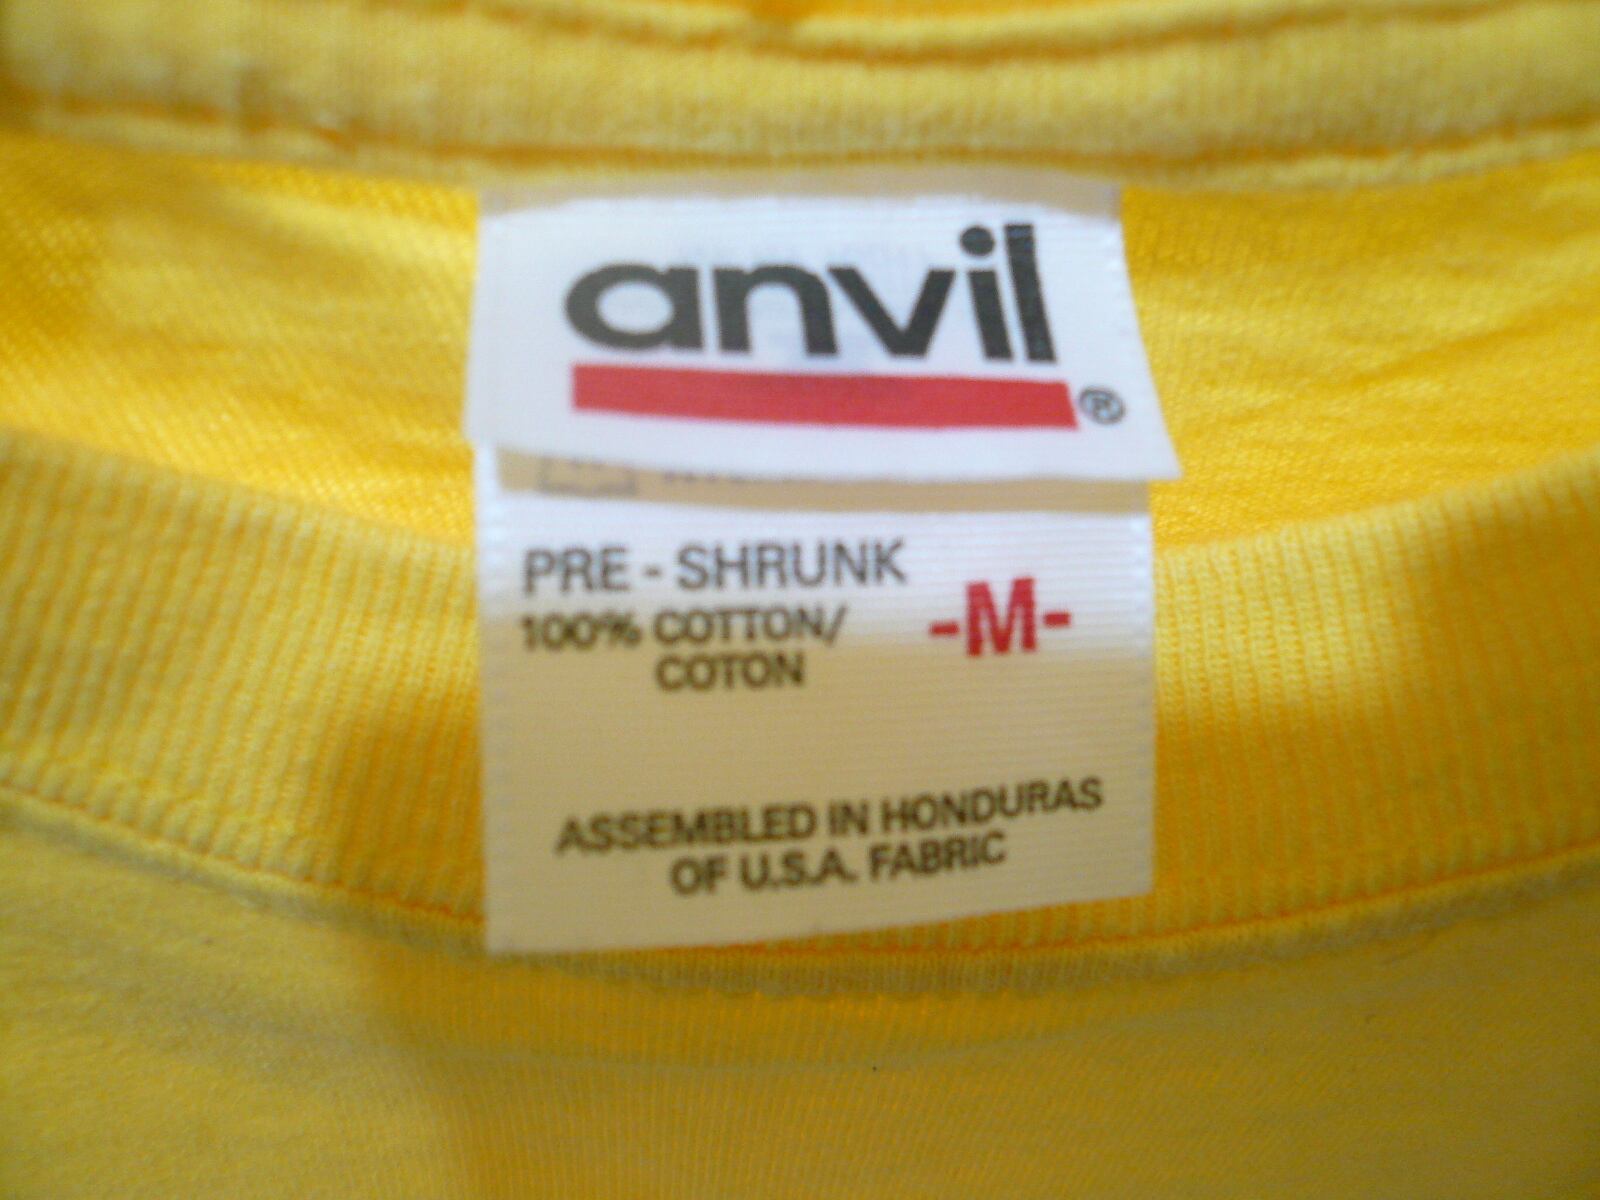 anvil
®
PRE - SHRUNK
100% COTTON/
COTON
-M-
ASSEMBLED IN HONDURAS
OF U.S.A. FABRIC